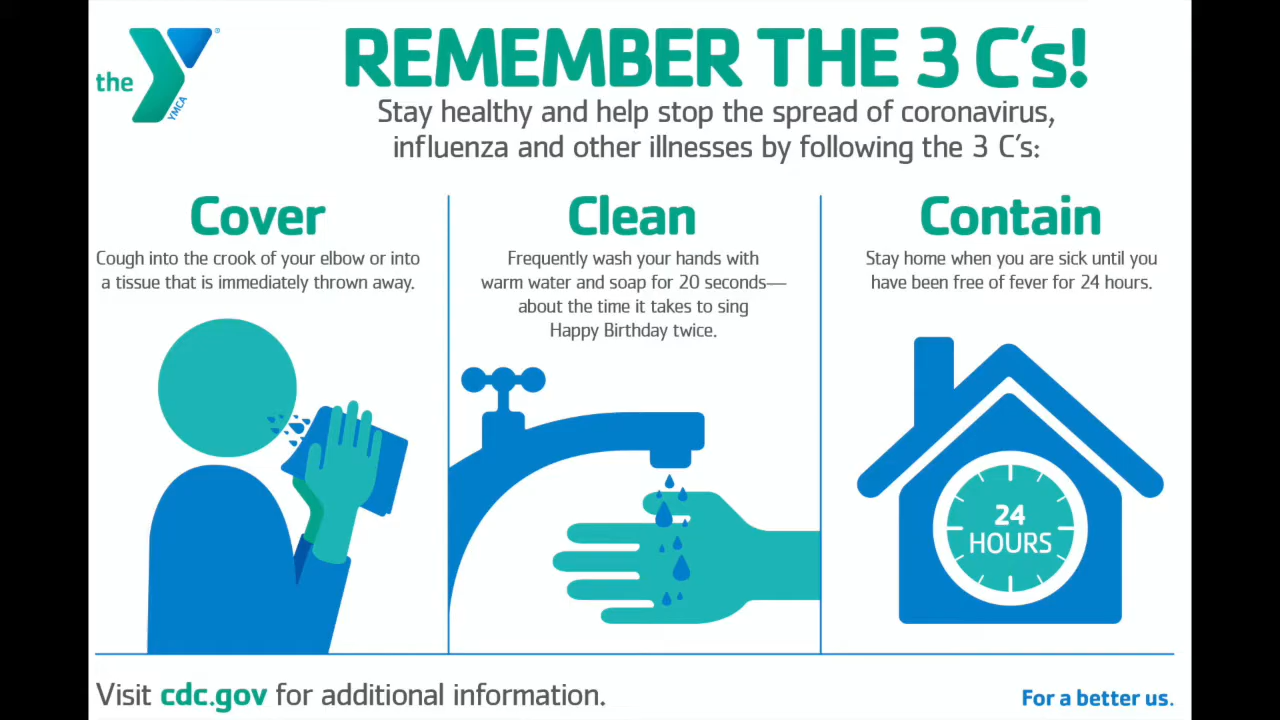 the
YMCA
®
REMEMBER THE 3 C's!
Stay healthy and help stop the spread of coronavirus,
influenza and other illnesses by following the 3 C's:
Cover
Cough into the crook of your elbow or into
a tissue that is immediately thrown away.
Clean
Frequently wash your hands with
warm water and soap for 20 seconds—
about the time it takes to sing
Happy Birthday twice.
Contain
Stay home when you are sick until you
have been free of fever for 24 hours.
24
HOURS
Visit cdc.gov for additional information.
For a better us.